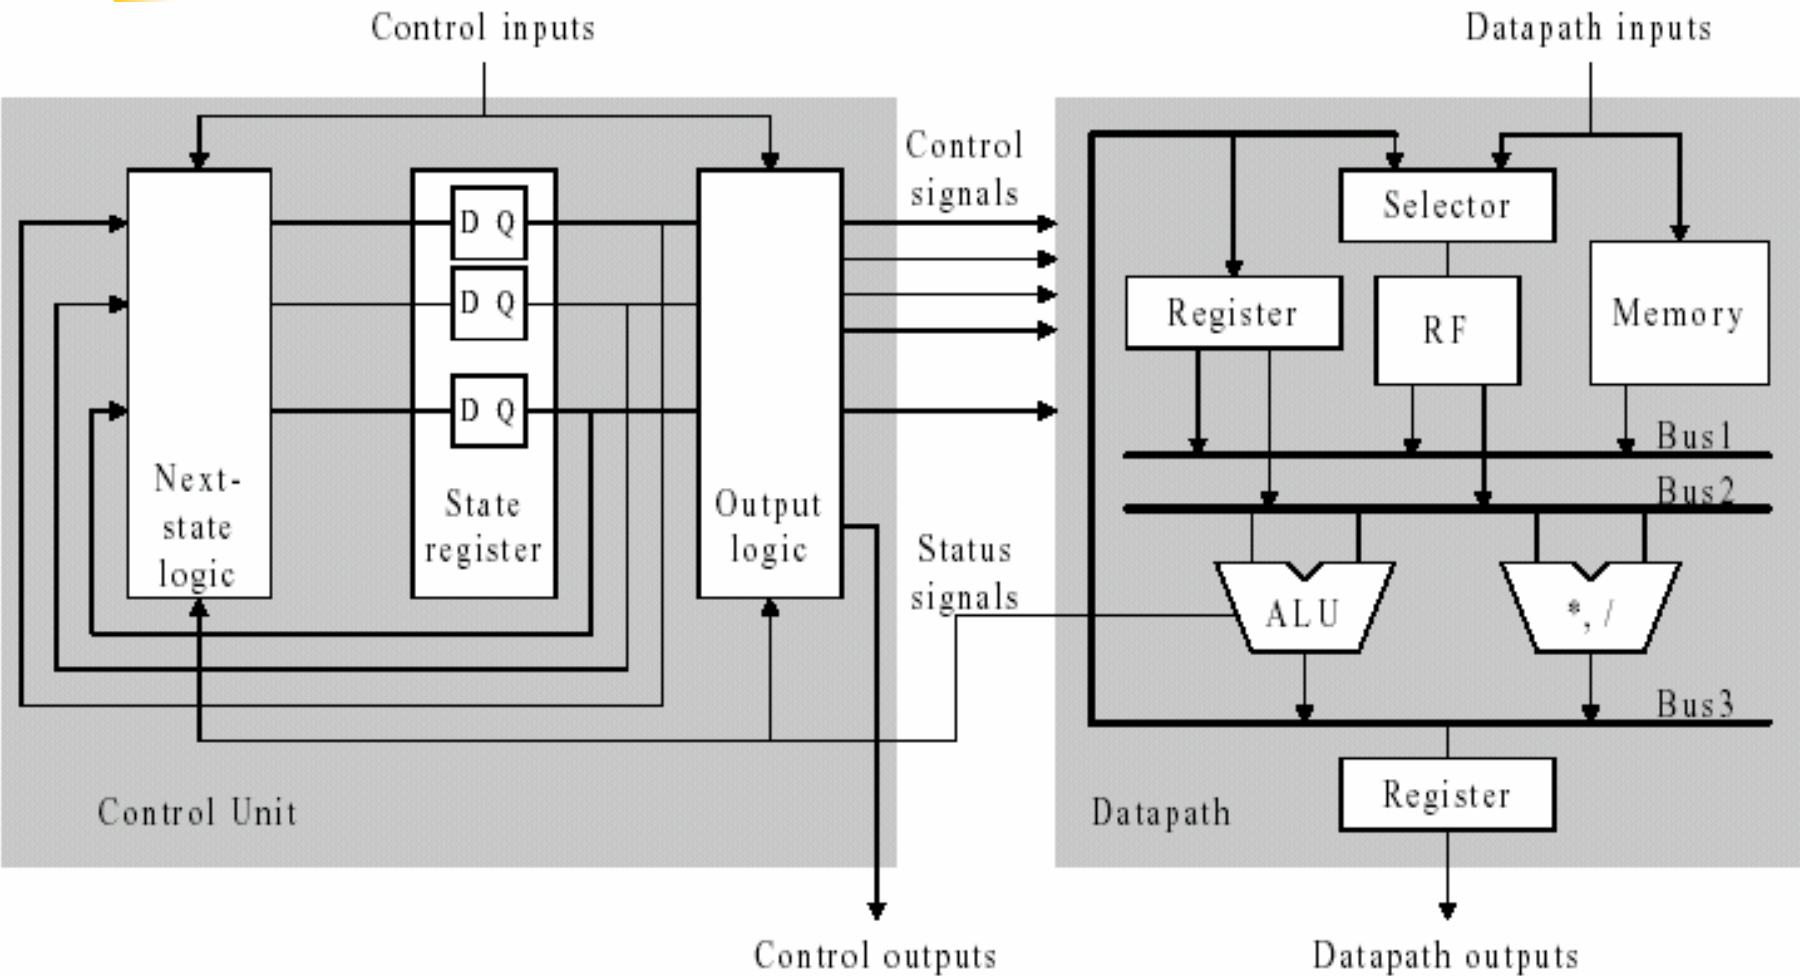 Control inputs
Datapath inputs
Control
signals
D Q
D Q
D Q
Next-
state
logic
State
register
Output
logic
Status
signals
Control Unit
Control outputs
Selector
Register
RF
Memory
Bus1
Bus2
ALU
*, /
Bus3
Register
Datapath
Datapath outputs